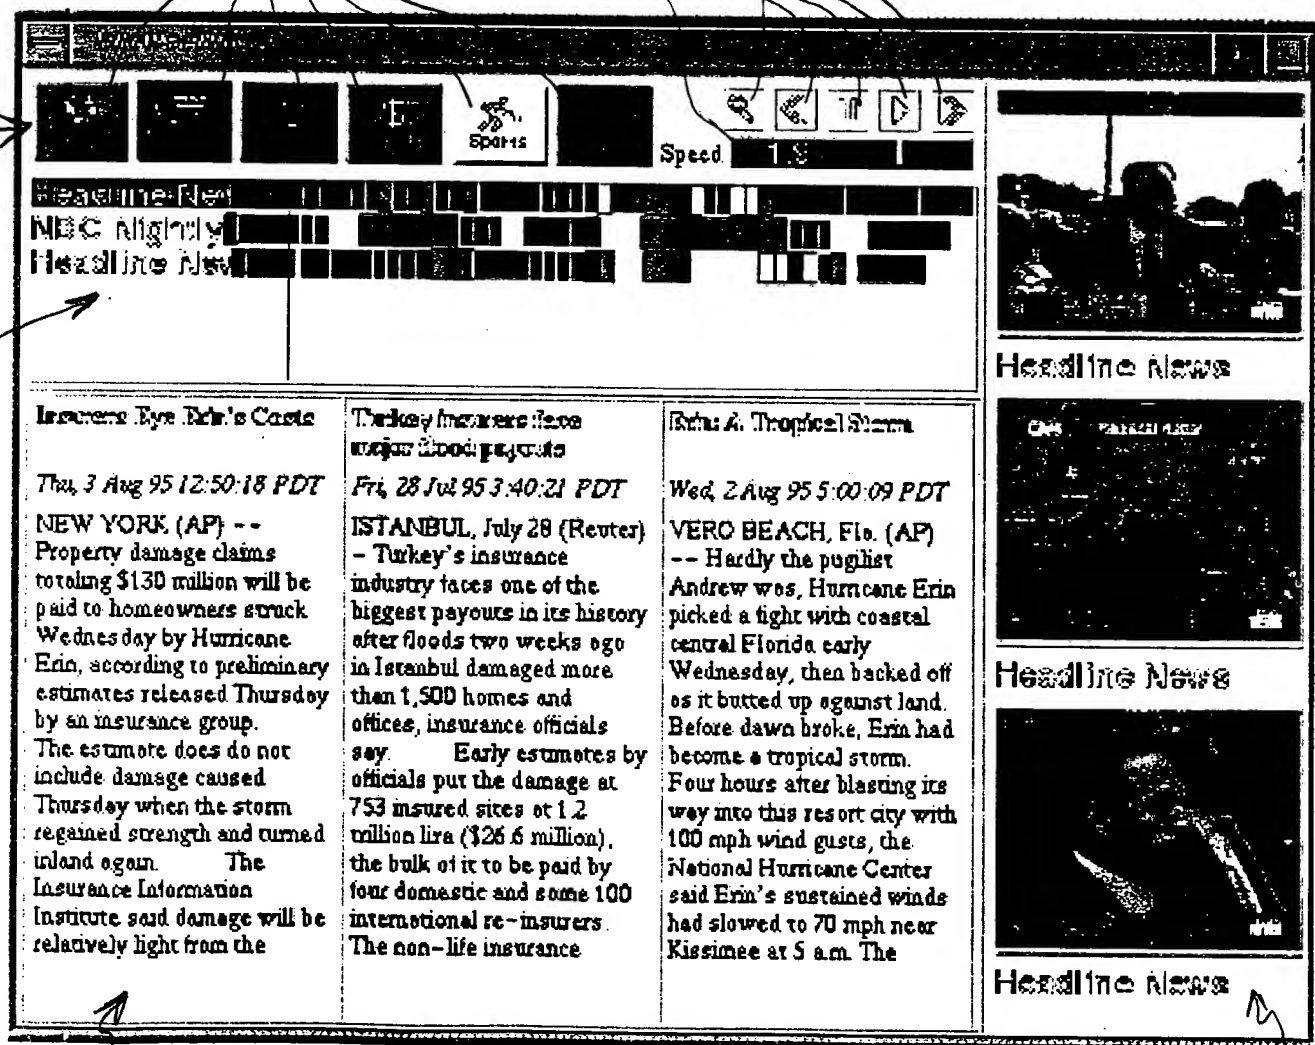 Sports
Speed 1.8
Headline New
NBC Nightly
Headline New
Headline News
Headline News
Headline News
Insurers Eye Erin's Costs
Thu, 3 Aug 95 12:50:18 PDT
NEW YORK (AP) --
Property damage claims
totaling $130 million will be
paid to homeowners struck
Wednesday by Hurricane
Erin, according to preliminary
estimates released Thursday
by an insurance group.
The estimate does do not
include damage caused
Thursday when the storm
regained strength and turned
inland again. The
Insurance Information
Institute said damage will be
relatively light from the
Turkey insurers face
major flood payouts
Fri, 28 Jul 95 3:40:21 PDT
ISTANBUL, July 28 (Reuter)
- Turkey's insurance
industry faces one of the
biggest payouts in its history
after floods two weeks ago
in Istanbul damaged more
than 1,500 homes and
offices, insurance officials
say. Early estimates by
officials put the damage at
753 insured sites at 1.2
trillion lira ($26.6 million),
the bulk of it to be paid by
four domestic and some 100
international re-insurers.
The non-life insurance
Erin: A Tropical Storm
Wed, 2 Aug 95 5:00:09 PDT
VERO BEACH, Fla. (AP)
-- Hardly the pugilist
Andrew was, Hurricane Erin
picked a fight with coastal
central Florida early
Wednesday, then backed off
as it butted up against land.
Before dawn broke, Erin had
become a tropical storm.
Four hours after blasting its
way into this resort city with
100 mph wind gusts, the
National Hurricane Center
said Erin's sustained winds
had slowed to 70 mph near
Kissimee at 5 a.m. The